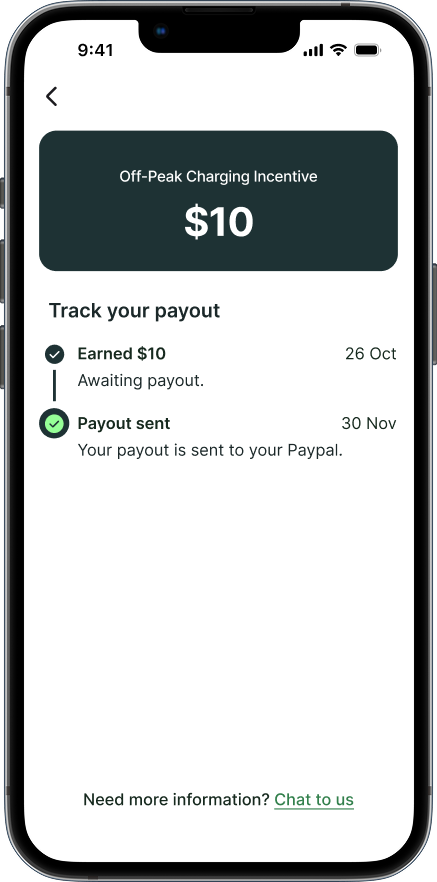 9:41
Off-Peak Charging Incentive
$10
Track your payout
Earned $10 26 Oct
Awaiting payout.
Payout sent 30 Nov
Your payout is sent to your Paypal.
Need more information? Chat to us